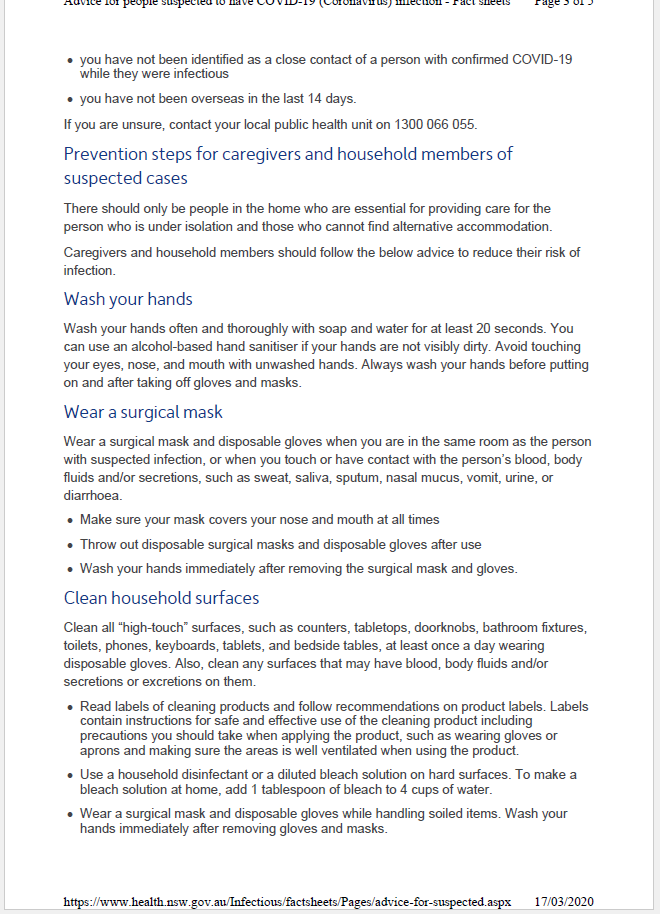 Advice for people suspected to have COVID-19 (Coronavirus) infection - Fact sheets Page 3 of 5
• you have not been identified as a close contact of a person with confirmed COVID-19
while they were infectious
• you have not been overseas in the last 14 days.
If you are unsure, contact your local public health unit on 1300 066 055.
Prevention steps for caregivers and household members of
suspected cases
There should only be people in the home who are essential for providing care for the
person who is under isolation and those who cannot find alternative accommodation.
Caregivers and household members should follow the below advice to reduce their risk of
infection.
Wash your hands
Wash your hands often and thoroughly with soap and water for at least 20 seconds. You
can use an alcohol-based hand sanitiser if your hands are not visibly dirty. Avoid touching
your eyes, nose, and mouth with unwashed hands. Always wash your hands before putting
on and after taking off gloves and masks.
Wear a surgical mask
Wear a surgical mask and disposable gloves when you are in the same room as the person
with suspected infection, or when you touch or have contact with the person's blood, body
fluids and/or secretions, such as sweat, saliva, sputum, nasal mucus, vomit, urine, or
diarrhoea.
• Make sure your mask covers your nose and mouth at all times
• Throw out disposable surgical masks and disposable gloves after use
• Wash your hands immediately after removing the surgical mask and gloves.
Clean household surfaces
Clean all “high-touch” surfaces, such as counters, tabletops, doorknobs, bathroom fixtures,
toilets, phones, keyboards, tablets, and bedside tables, at least once a day wearing
disposable gloves. Also, clean any surfaces that may have blood, body fluids and/or
secretions or excretions on them.
• Read labels of cleaning products and follow recommendations on product labels. Labels
contain instructions for safe and effective use of the cleaning product including
precautions you should take when applying the product, such as wearing gloves or
aprons and making sure the areas is well ventilated when using the product.
• Use a household disinfectant or a diluted bleach solution on hard surfaces. To make a
bleach solution at home, add 1 tablespoon of bleach to 4 cups of water.
• Wear a surgical mask and disposable gloves while handling soiled items. Wash your
hands immediately after removing gloves and masks.
https://www.health.nsw.gov.au/Infectious/factsheets/Pages/advice-for-suspected.aspx 17/03/2020